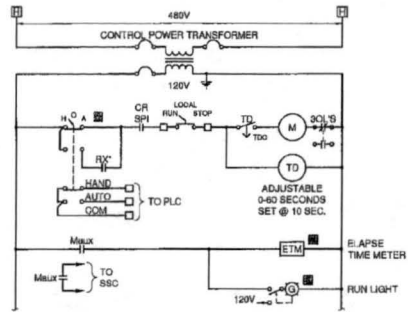 H H
480V
CONTROL POWER TRANSFORMER
120V
H O A
CR
SPI
LOCAL
RUN STOP
TD
TDO
M
SOL'S
RX*
TD
HAND
AUTO
COM
TO PLC
ADJUSTABLE
0-60 SECONDS
SET @ 10 SEC.
Maux
ETM
ELAPSE
TIME METER
Maux
TO
SSC
120V
G
RUN LIGHT